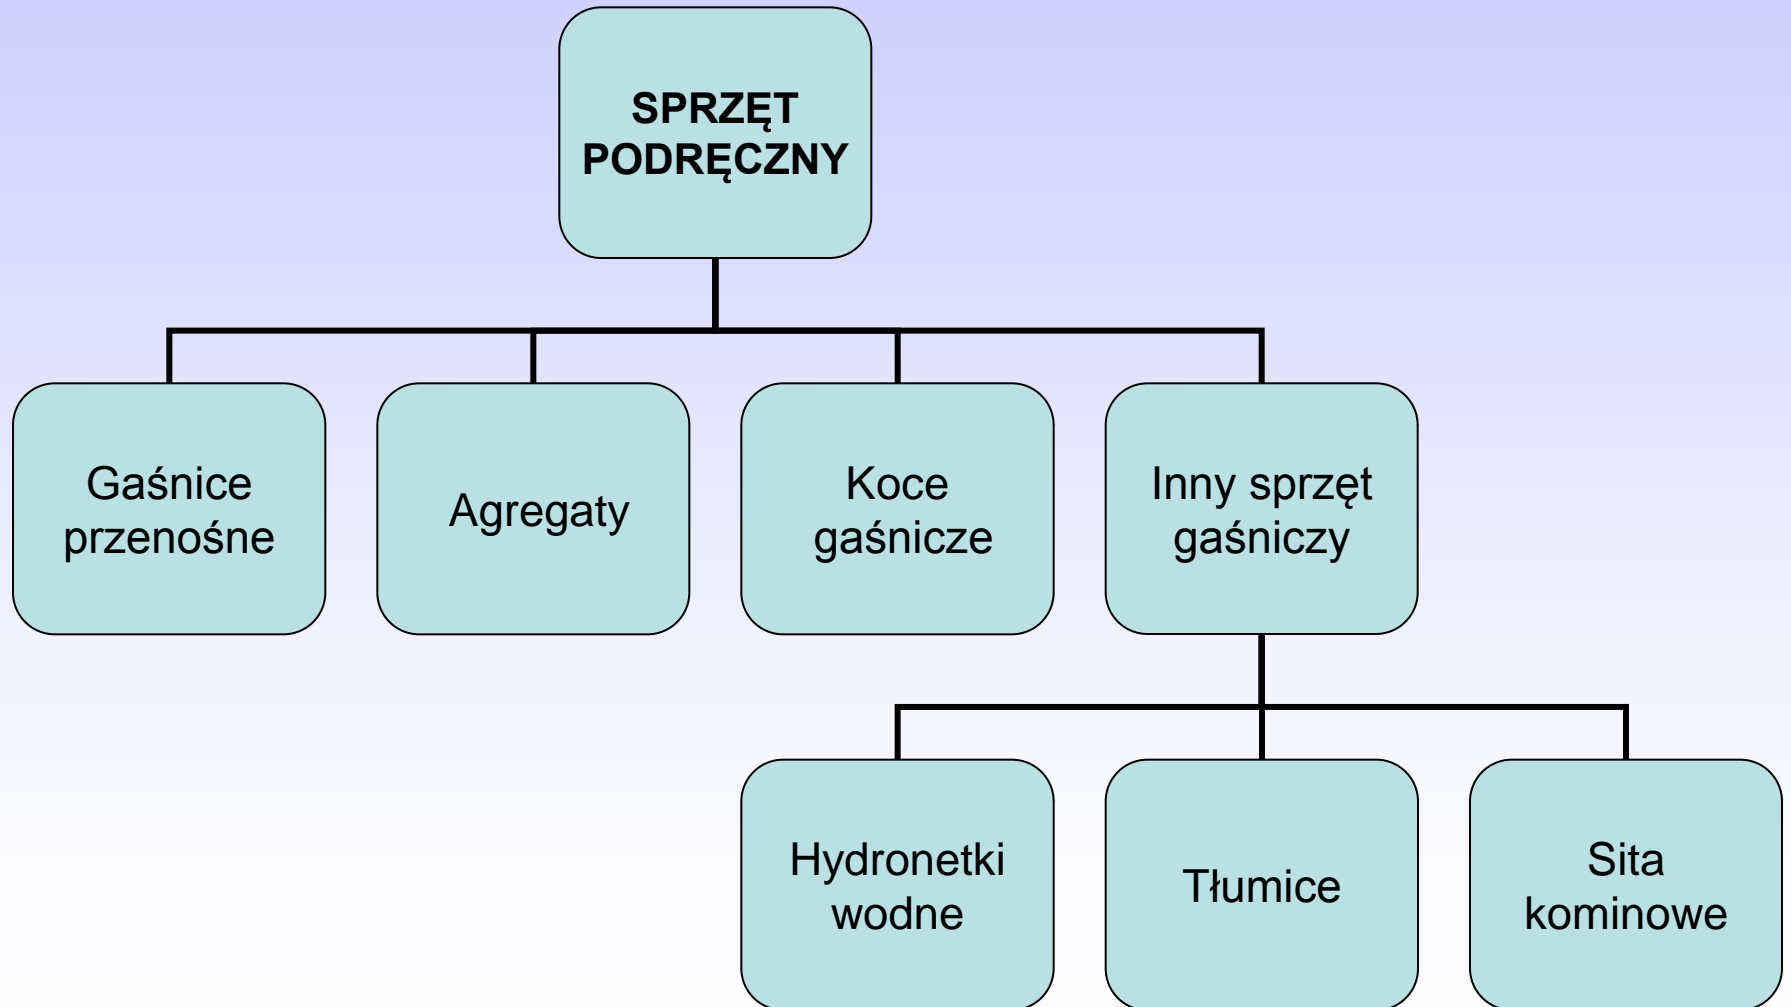 SPRZĘT
PODRĘCZNY
Gaśnice
przenośne
Agregaty
Koce
gaśnicze
Inny sprzęt
gaśniczy
Hydronetki
wodne
Tłumice
Sita
kominowe